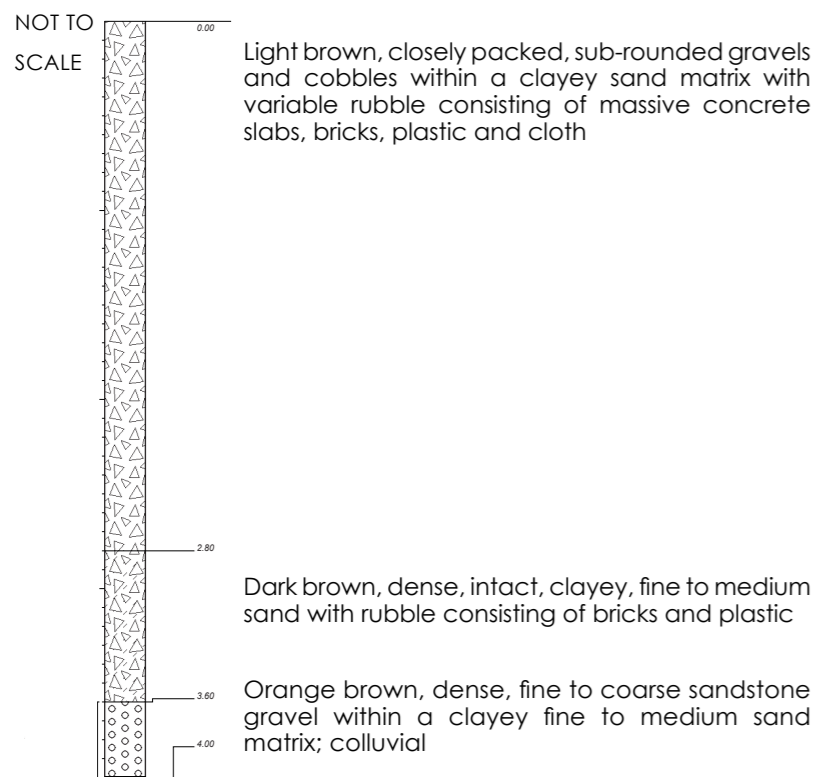 NOT TO
SCALE
0.00
Light brown, closely packed, sub-rounded gravels
and cobbles within a clayey sand matrix with
variable rubble consisting of massive concrete
slabs, bricks, plastic and cloth
2.80
Dark brown, dense, intact, clayey, fine to medium
sand with rubble consisting of bricks and plastic
3.60
Orange brown, dense, fine to coarse sandstone
gravel within a clayey fine to medium sand
matrix; colluvial
4.00